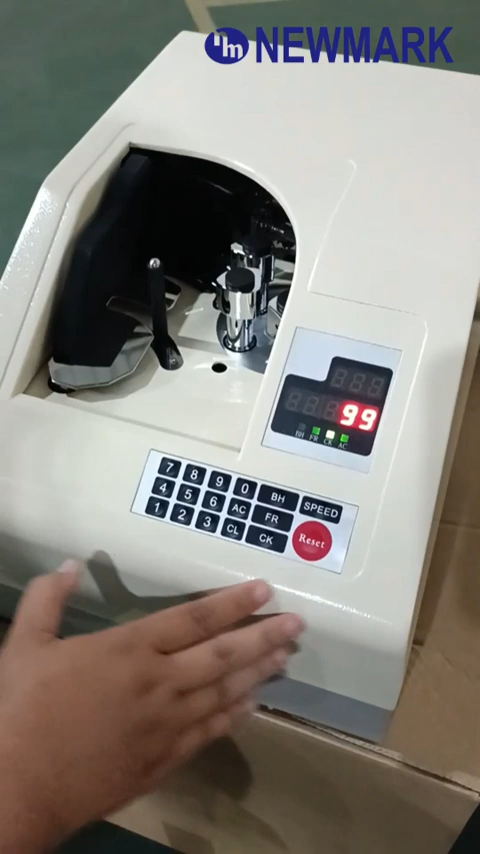 NEWMARK
99
BH FR CK AC
7 8 9 0 BH SPEED
4 5 6 AC FR
1 2 3 CL CK
Reset